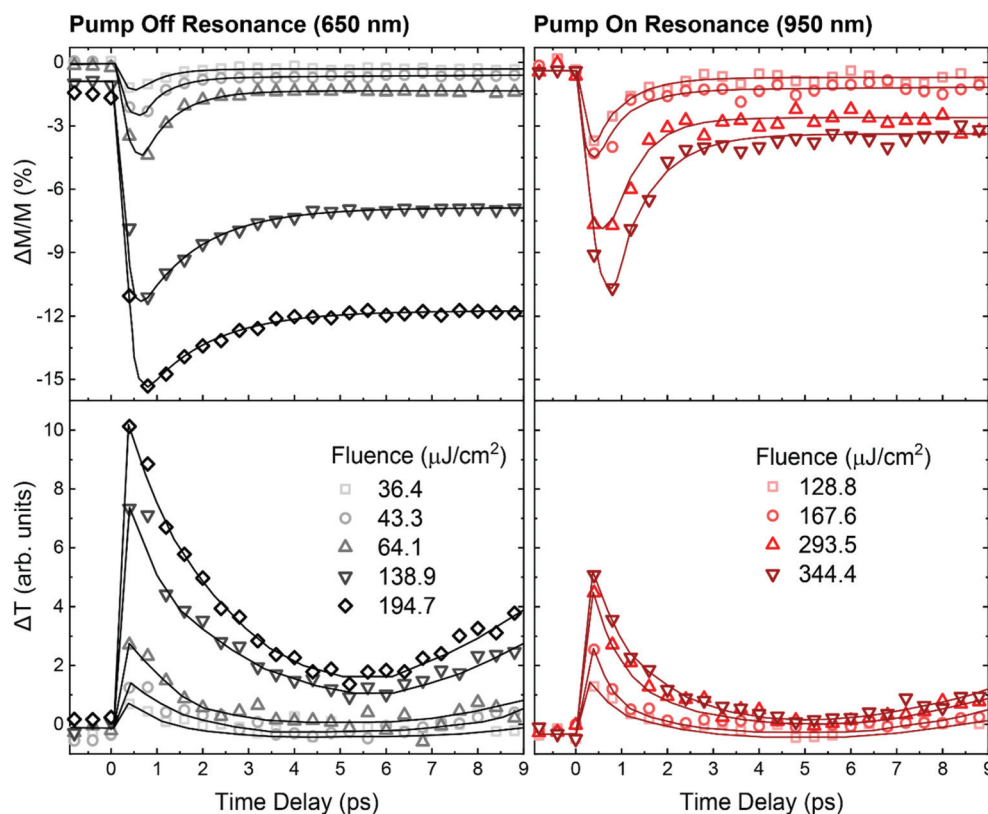 Pump Off Resonance (650 nm)
Pump On Resonance (950 nm)
ΔM/M (%)
0
-3
-6
-9
-12
-15
ΔT (arb. units)
10
8
6
4
2
0
Fluence (μJ/cm²)
36.4
43.3
64.1
138.9
194.7
Fluence (μJ/cm²)
128.8
167.6
293.5
344.4
0 1 2 3 4 5 6 7 8 9
0 1 2 3 4 5 6 7 8 9
Time Delay (ps)
Time Delay (ps)